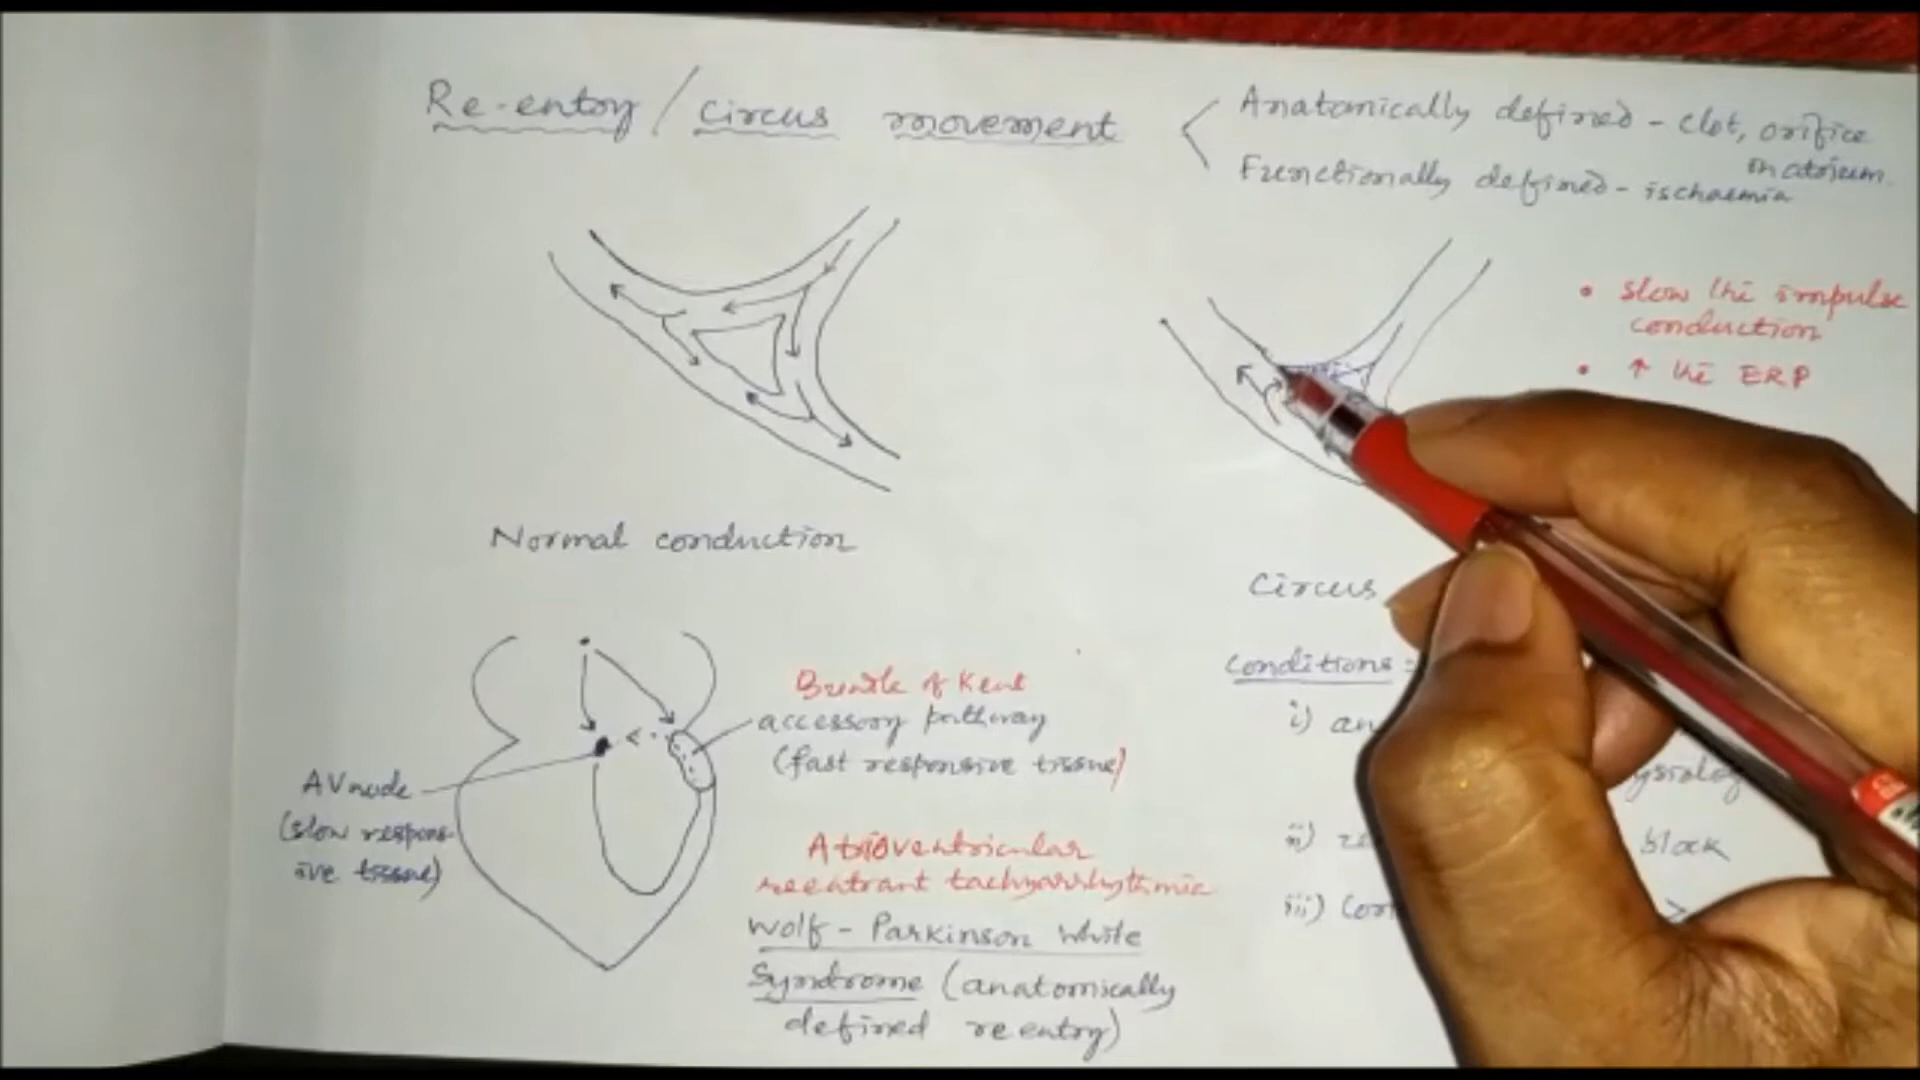 Re-entry / Circus movement
Anatomically defined - clot, orifice
in atrium.
Functionally defined - ischaemia
• Slow the impulse
conduction
• ↑ the ERP
Normal conduction
Circus
Conditions :
i) an
ii)
block
iii)
>
Bundle of Kent
accessory pathway
(fast responsive tissue)
AV node
(slow respons-
ive tissue)
Atrioventricular
reentrant tachyarrhythmia
Wolf - Parkinson White
Syndrome (anatomically
defined re entry)